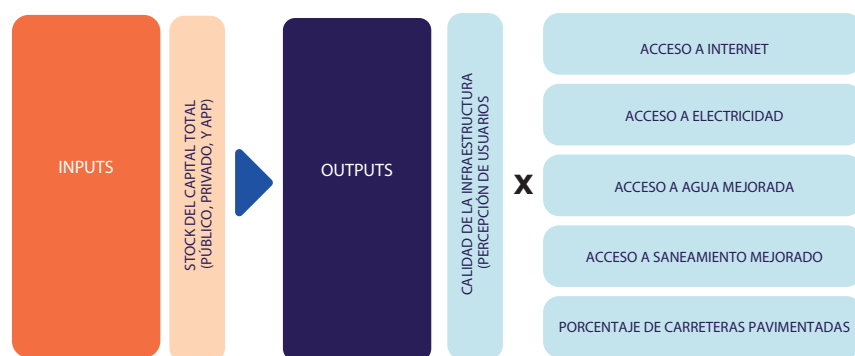 INPUTS
STOCK DEL CAPITAL TOTAL
(PÚBLICO, PRIVADO, Y APP)
OUTPUTS
CALIDAD DE LA INFRAESTRUCTURA
(PERCEPCIÓN DE USUARIOS
X
ACCESO A INTERNET
ACCESO A ELECTRICIDAD
ACCESO A AGUA MEJORADA
ACCESO A SANEAMIENTO MEJORADO
PORCENTAJE DE CARRETERAS PAVIMENTADAS